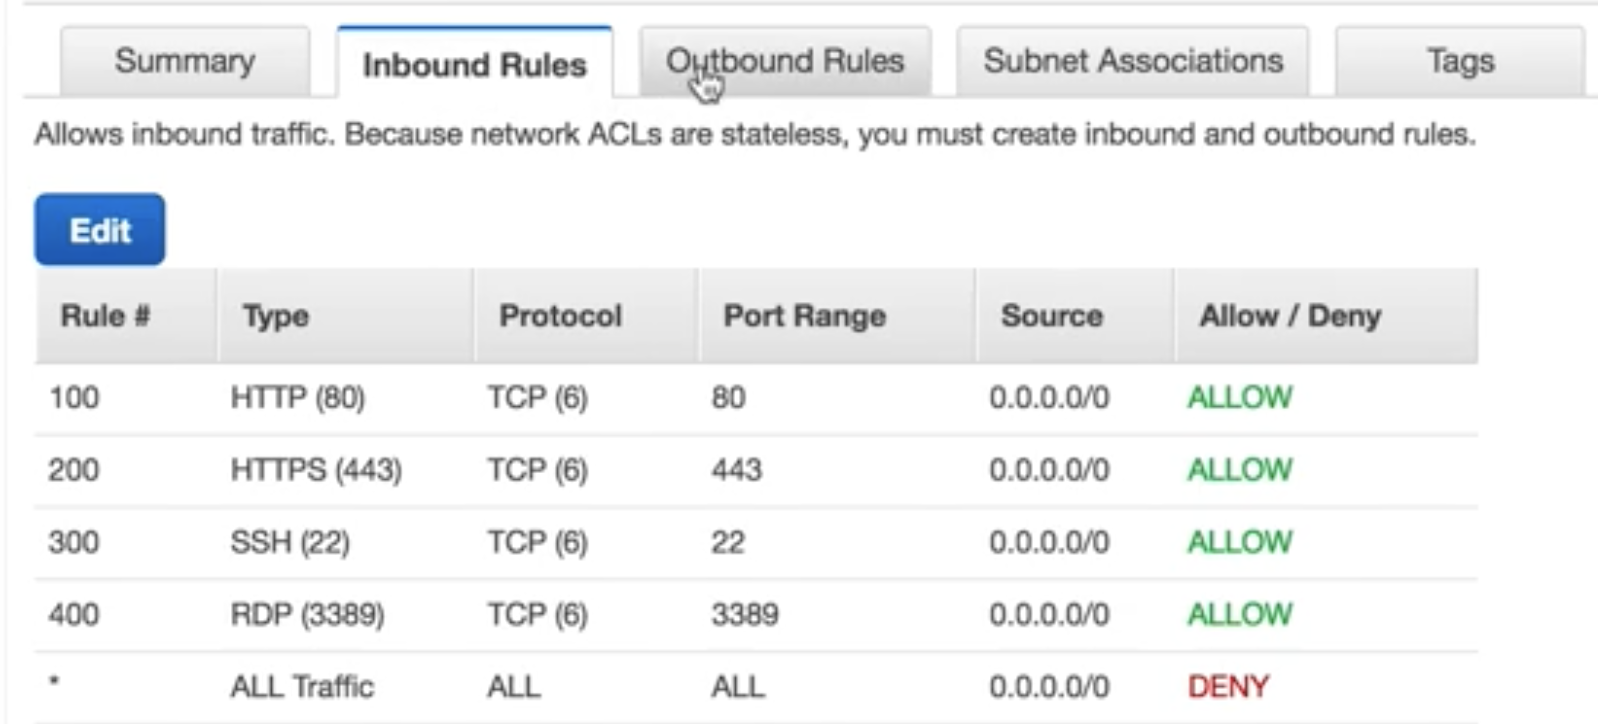 Summary Inbound Rules Outbound Rules Subnet Associations Tags
Allows inbound traffic. Because network ACLs are stateless, you must create inbound and outbound rules.
Edit
Rule # Type Protocol Port Range Source Allow / Deny
100 HTTP (80) TCP (6) 80 0.0.0.0/0 ALLOW
200 HTTPS (443) TCP (6) 443 0.0.0.0/0 ALLOW
300 SSH (22) TCP (6) 22 0.0.0.0/0 ALLOW
400 RDP (3389) TCP (6) 3389 0.0.0.0/0 ALLOW
* ALL Traffic ALL ALL 0.0.0.0/0 DENY